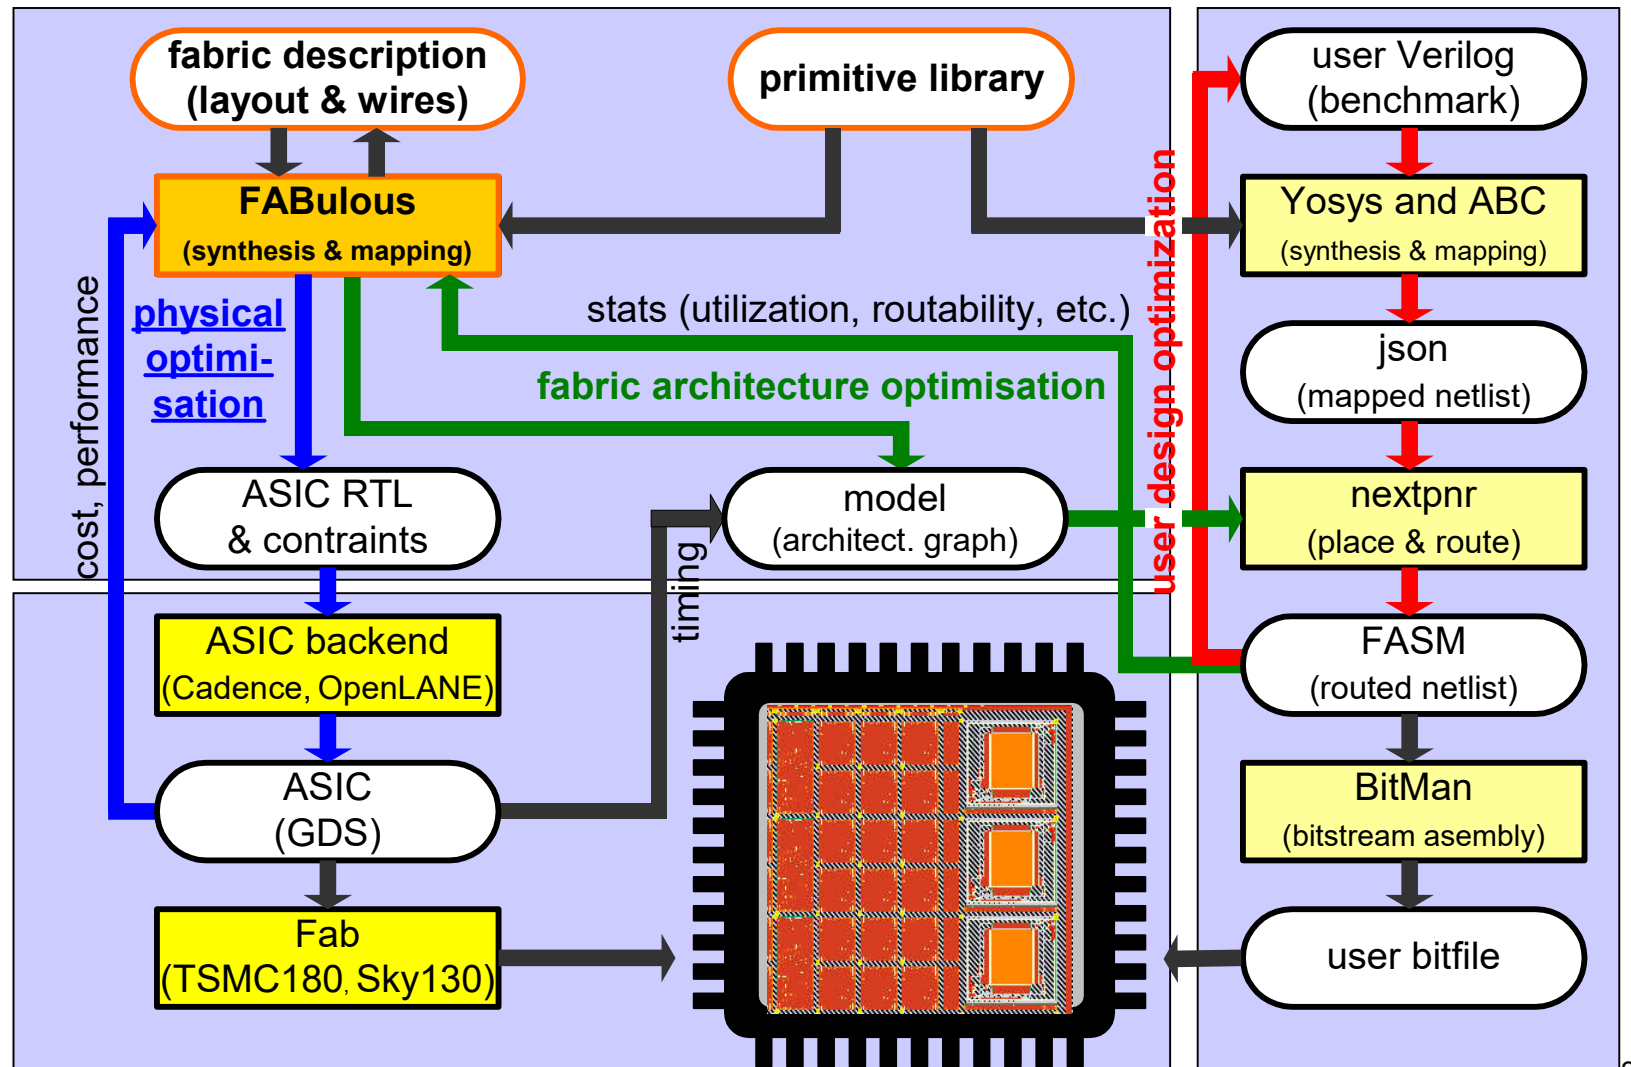 fabric description
(layout & wires)
primitive library
user Verilog
(benchmark)
FABulous
(synthesis & mapping)
Yosys and ABC
(synthesis & mapping)
cost, performance
physical
optimi-
sation
stats (utilization, routability, etc.)
fabric architecture optimisation
user design optimization
json
(mapped netlist)
ASIC RTL
& contraints
model
(architect. graph)
nextpnr
(place & route)
timing
ASIC backend
(Cadence, OpenLANE)
FASM
(routed netlist)
ASIC
(GDS)
BitMan
(bitstream asembly)
Fab
(TSMC180, Sky130)
user bitfile